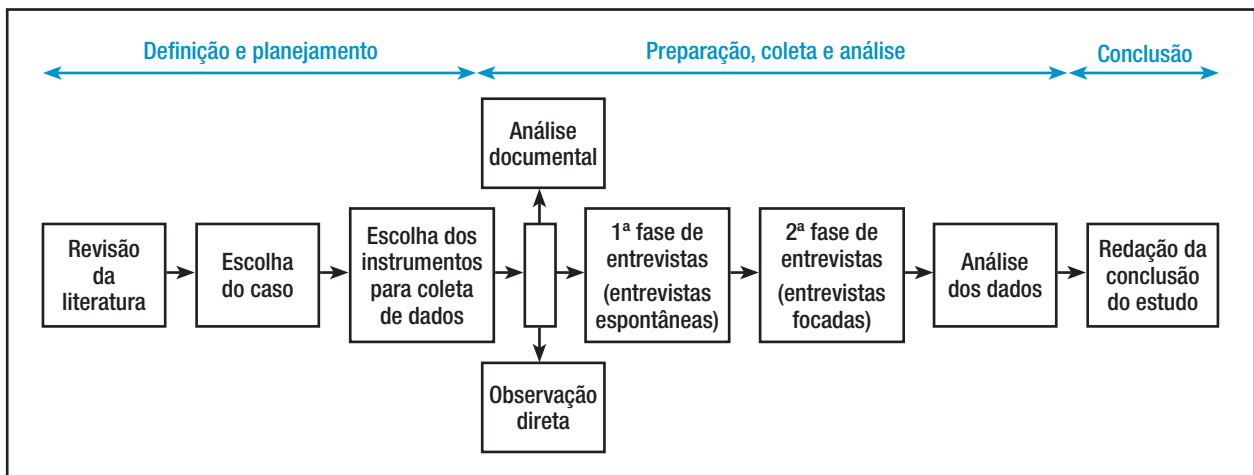 Definição e planejamento
Preparação, coleta e análise
Conclusão
Análise
documental
Revisão
da
literatura
Escolha
do caso
Escolha dos
instrumentos
para coleta
de dados
1ª fase de
entrevistas
(entrevistas
espontâneas)
2ª fase de
entrevistas
(entrevistas
focadas)
Análise
dos dados
Redação da
conclusão
do estudo
Observação
direta